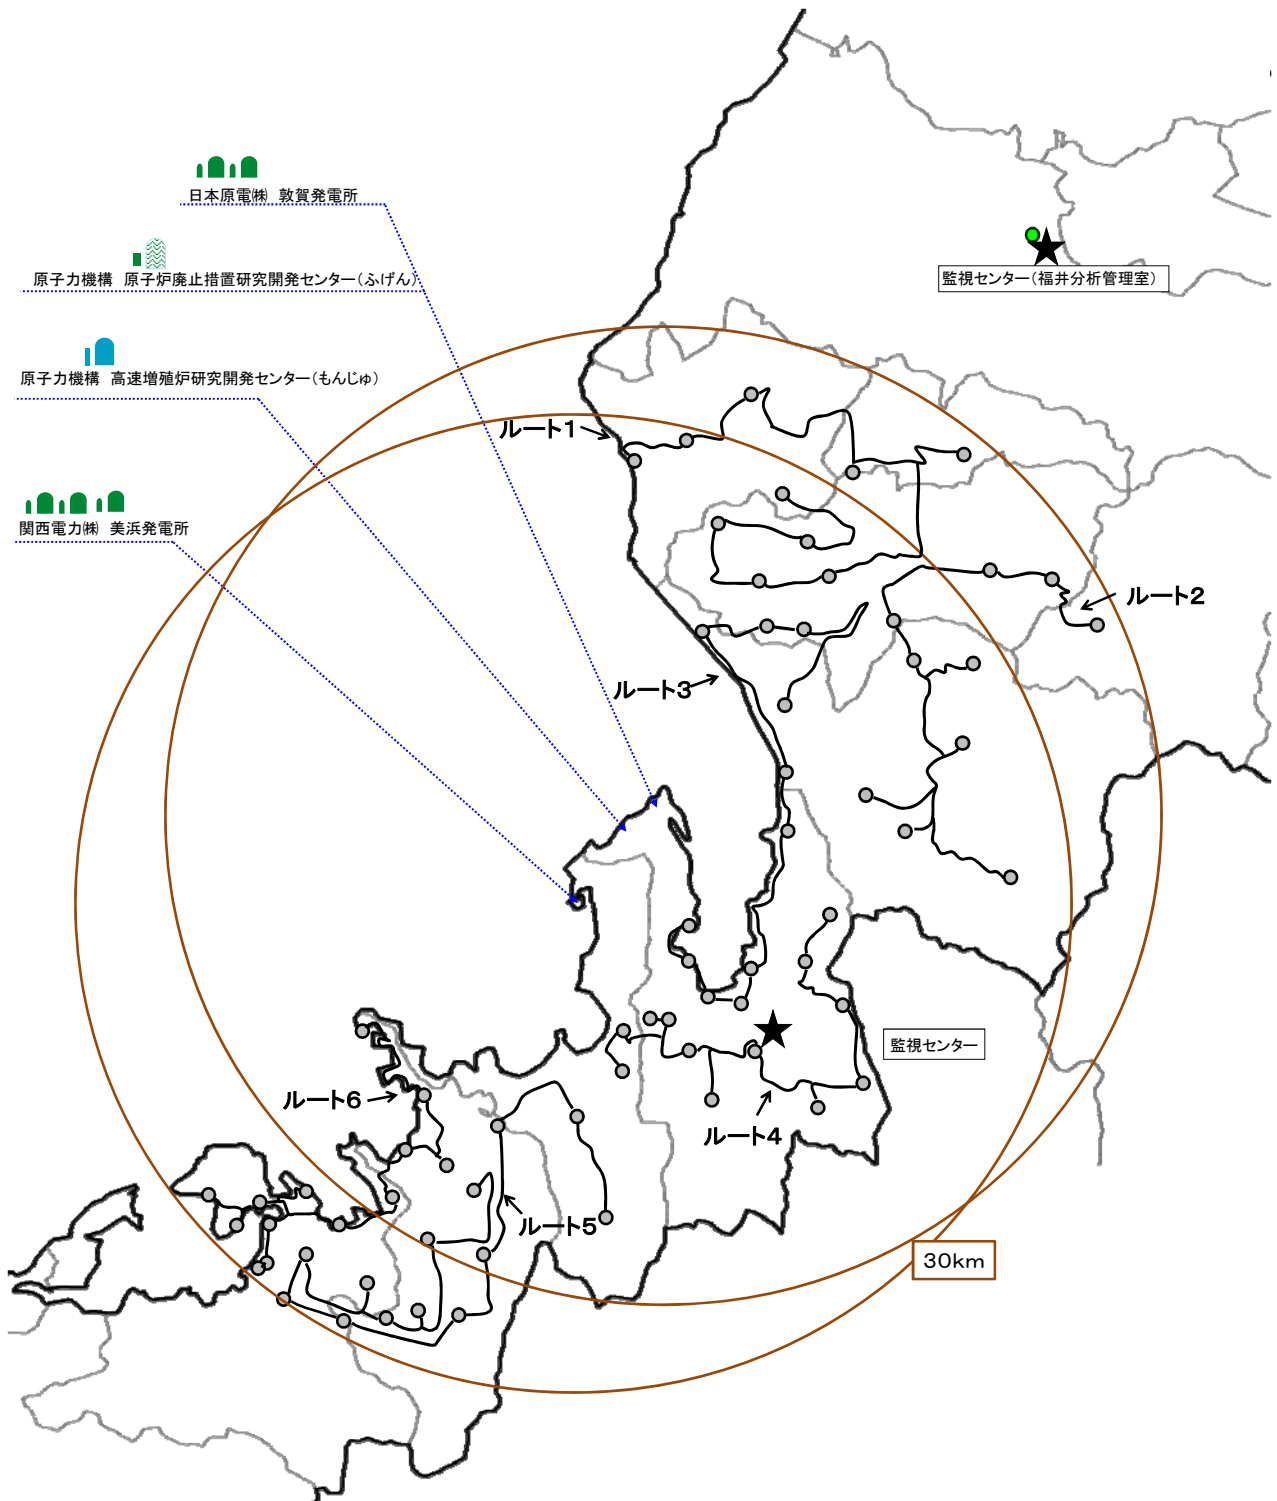 日本原電㈱ 敦賀発電所
監視センター(福井分析管理室)
原子力機構 原子炉廃止措置研究開発センター(ふげん)
原子力機構 高速増殖炉研究開発センター(もんじゅ)
ルート1
関西電力㈱ 美浜発電所
ルート2
ルート3
監視センター
ルート6
ルート4
ルート5
30km